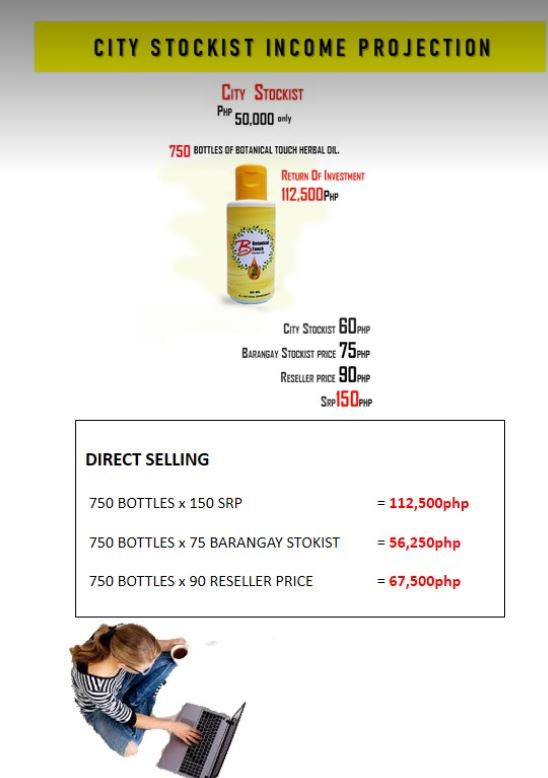 CITY STOCKIST INCOME PROJECTION
CITY STOCKIST
PHP 50,000 only
750 BOTTLES OF BOTANICAL TOUCH HERBAL OIL.
RETURN OF INVESTMENT
112,500PHP
B Botanical
Touch
CITY STOCKIST 60PHP
BARANGAY STOCKIST PRICE 75PHP
RESELLER PRICE 90PHP
SRP150PHP
DIRECT SELLING
750 BOTTLES x 150 SRP = 112,500php
750 BOTTLES x 75 BARANGAY STOKIST = 56,250php
750 BOTTLES x 90 RESELLER PRICE = 67,500php